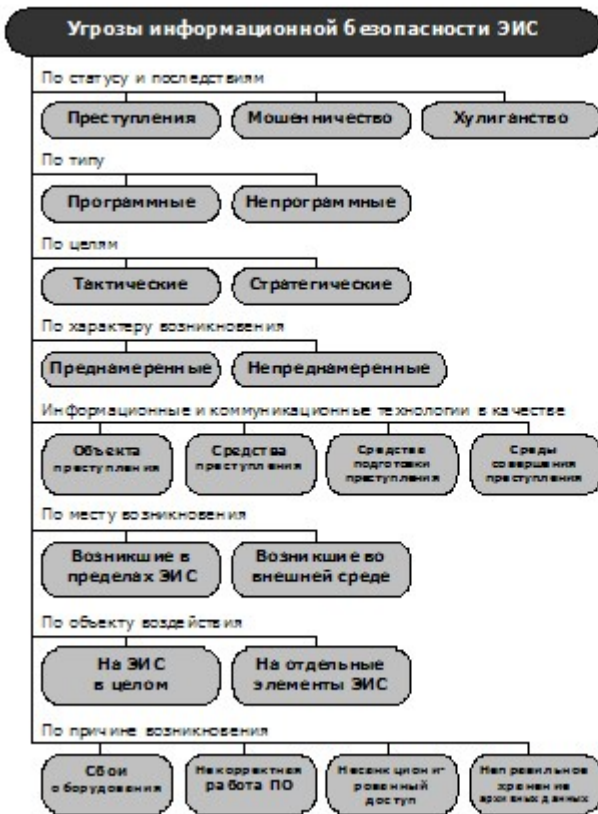 Угрозы информационной безопасности ЭИС
По статусу и последствиям
Преступления
Мошенничество
Хулиганство
По типу
Программные
Непрограммные
По целям
Тактические
Стратегические
По характеру возникновения
Преднамеренные
Непреднамеренные
Информационные и коммуникационные технологии в качестве
Объекта
преступления
Средства
преступления
Средства
подготовки
преступления
Среды
совершения
преступления
По месту возникновения
Возникшие в
пределах ЭИС
Возникшие во
внешней среде
По объекту воздействия
На ЭИС
в целом
На отдельные
элементы ЭИС
По причине возникновения
Сбои
оборудования
Некорректная
работа ПО
Несанкциони-
рованный
доступ
Неправильное
хранение
архивных данных